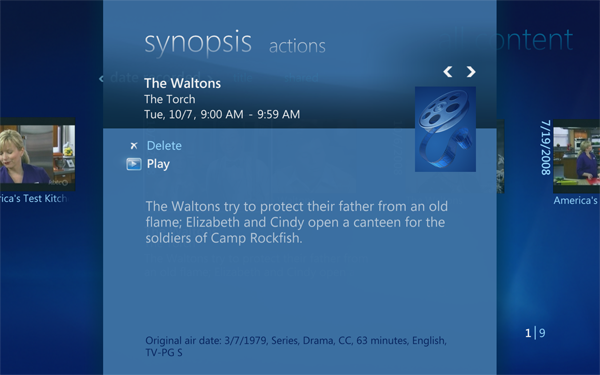 synopsis actions
ontent
date
The Waltons
The Torch
Tue, 10/7, 9:00 AM - 9:59 AM
Delete
Play
7/19/2008
rica's Test Kitch
America's
The Waltons try to protect their father from an old
flame; Elizabeth and Cindy open a canteen for the
soldiers of Camp Rockfish.
1|9
Original air date: 3/7/1979, Series, Drama, CC, 63 minutes, English,
TV-PG S